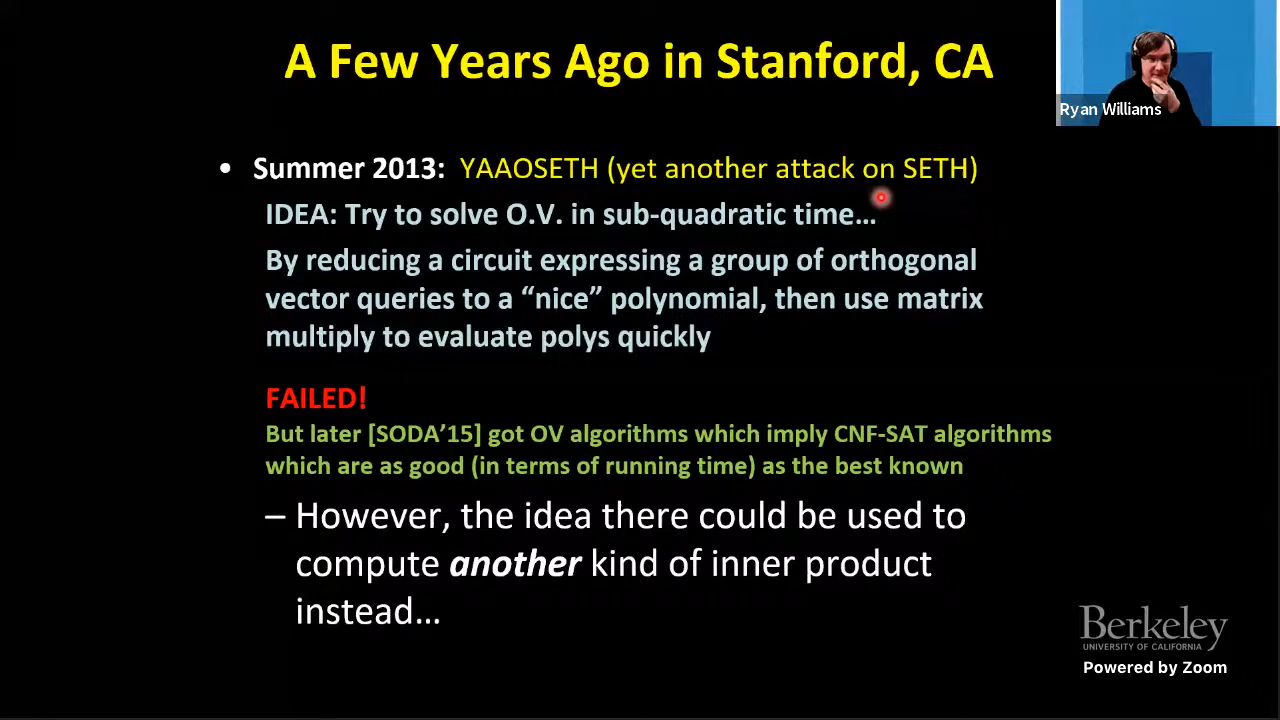 A Few Years Ago in Stanford, CA
Ryan Williams
• Summer 2013: YAAOSETH (yet another attack on SETH)
IDEA: Try to solve O.V. in sub-quadratic time…
By reducing a circuit expressing a group of orthogonal
vector queries to a “nice” polynomial, then use matrix
multiply to evaluate polys quickly
FAILED!
But later [SODA’15] got OV algorithms which imply CNF-SAT algorithms
which are as good (in terms of running time) as the best known
– However, the idea there could be used to
compute another kind of inner product
instead…
Berkeley
UNIVERSITY OF CALIFORNIA
Powered by Zoom